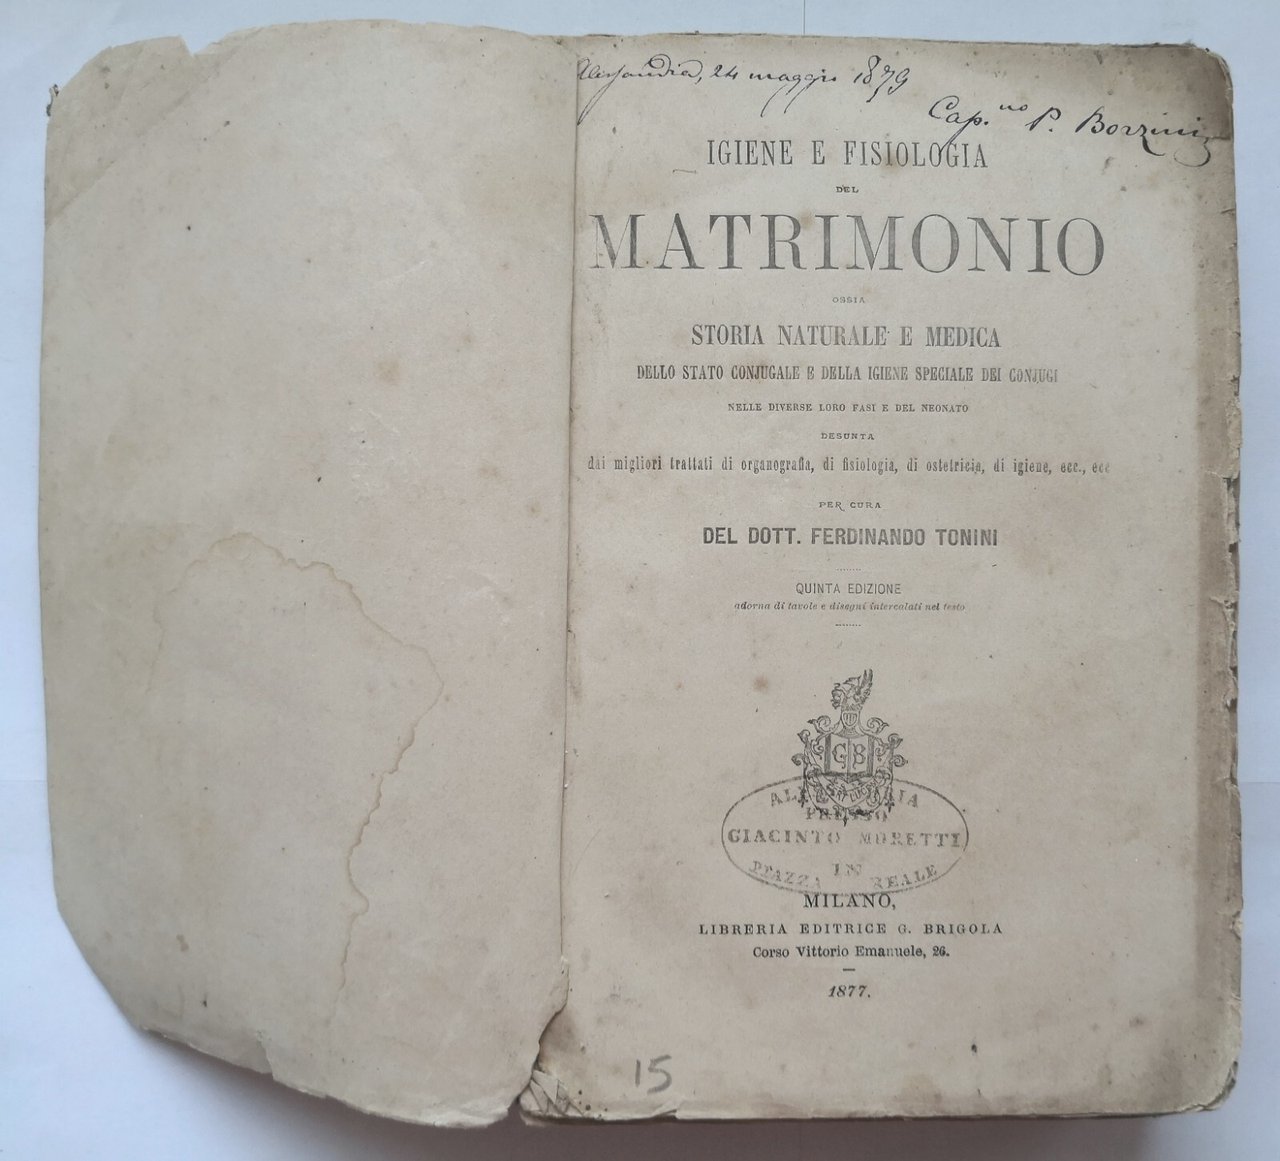 Alessandria, 24 maggio 1879
Cap.no P. Borzini
IGIENE E FISIOLOGIA
DEL
MATRIMONIO
OSSIA
STORIA NATURALE E MEDICA
DELLO STATO CONJUGALE E DELLA IGIENE SPECIALE DEI CONJUGI
NELLE DIVERSE LORO FASI E DEL NEONATO
DESUNTA
dai migliori trattati di organografia, di fisiologia, di ostetricia, di igiene, ecc., ecc
PER CURA
DEL DOTT. FERDINANDO TONINI
QUINTA EDIZIONE
adorna di tavole e disegni intercalati nel testo
G B
PRESSO
GIACINTO MORETTI
IN
PIAZZA REALE
MILANO,
LIBRERIA EDITRICE G. BRIGOLA
Corso Vittorio Emanuele, 26.
1877.
15